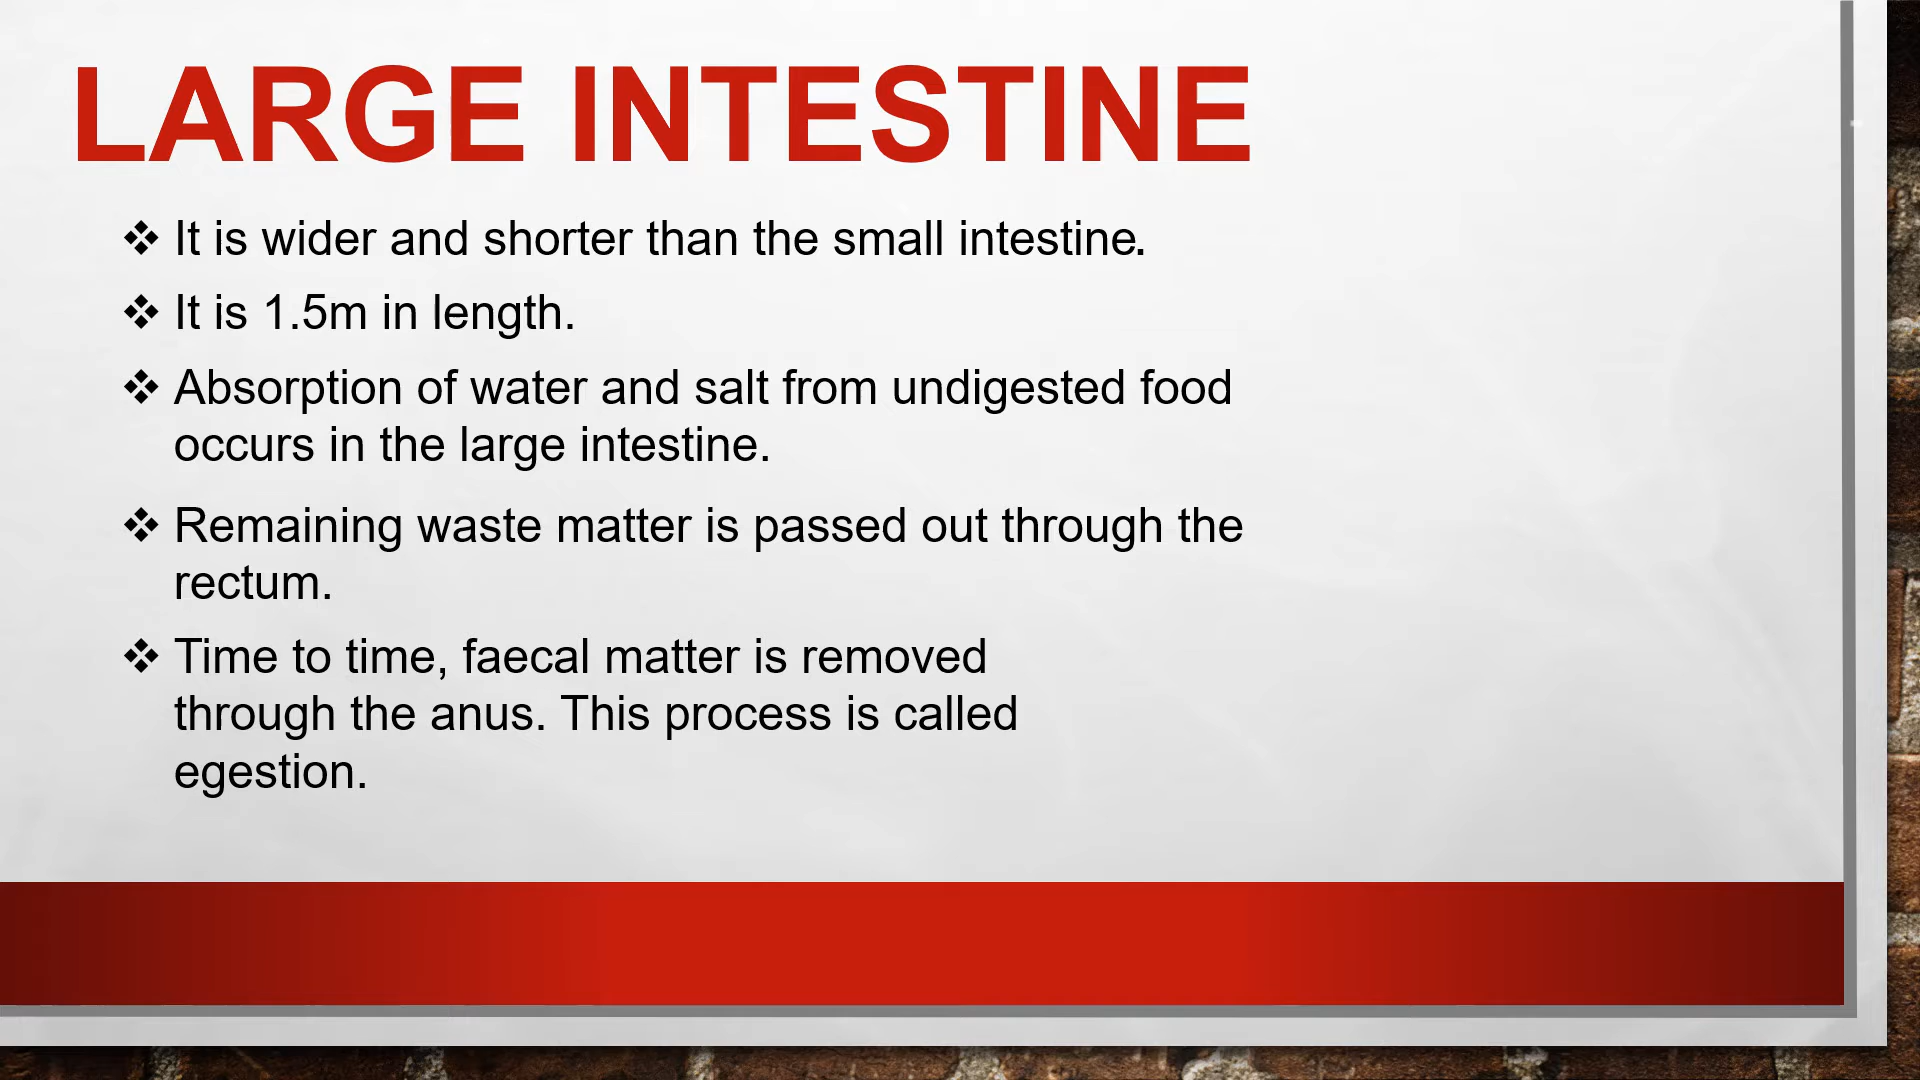 LARGE INTESTINE
❖ It is wider and shorter than the small intestine.
❖ It is 1.5m in length.
❖ Absorption of water and salt from undigested food
occurs in the large intestine.
❖ Remaining waste matter is passed out through the
rectum.
❖ Time to time, faecal matter is removed
through the anus. This process is called
egestion.